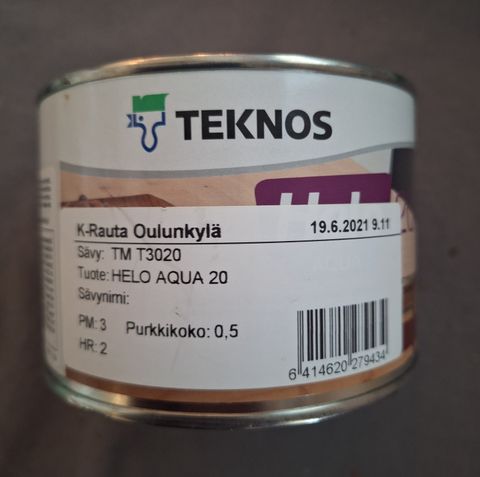 TEKNOS
K-Rauta Oulunkylä 19.6.2021 9.11
Sävy: TM T3020
Tuote: HELO AQUA 20
Sävynimi:
PM: 3 Purkkikoko: 0,5
HR: 2
6 414620 279434